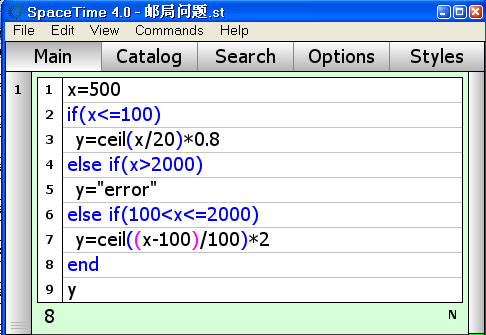 SpaceTime 4.0 - 邮局问题.st
File Edit View Commands Help
Main Catalog Search Options Styles
1
1 x=500
2 if(x<=100)
3 y=ceil(x/20)*0.8
4 else if(x>2000)
5 y="error"
6 else if(100<x<=2000)
7 y=ceil((x-100)/100)*2
8 end
9 y
8 N